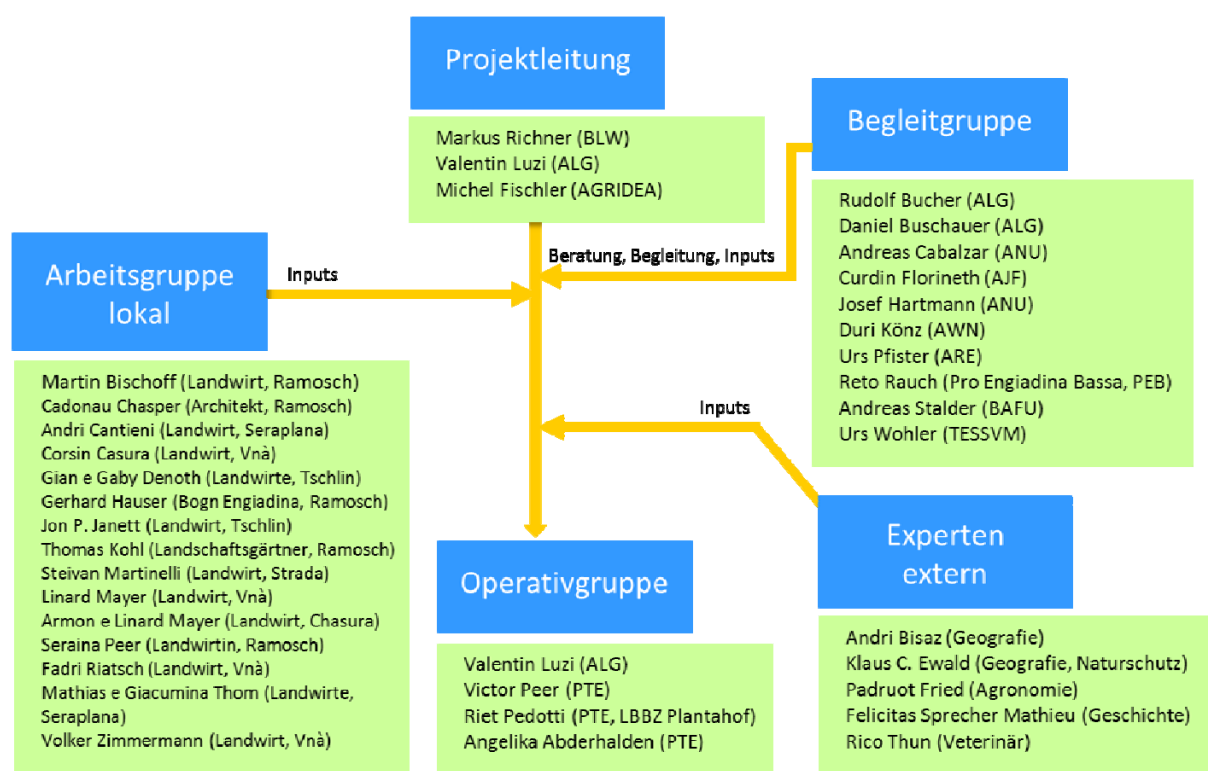 Projektleitung
Markus Richner (BLW)
Valentin Luzi (ALG)
Michel Fischler (AGRIDEA)
Begleitgruppe
Rudolf Bucher (ALG)
Daniel Buschauer (ALG)
Andreas Cabalzar (ANU)
Curdin Florineth (AJF)
Josef Hartmann (ANU)
Duri Könz (AWN)
Urs Pfister (ARE)
Reto Rauch (Pro Engiadina Bassa, PEB)
Andreas Stalder (BAFU)
Urs Wohler (TESSVM)
Beratung, Begleitung, Inputs
Arbeitsgruppe
lokal
Inputs
Martin Bischoff (Landwirt, Ramosch)
Cadonau Chasper (Architekt, Ramosch)
Andri Cantieni (Landwirt, Seraplana)
Corsin Casura (Landwirt, Vnà)
Gian e Gaby Denoth (Landwirte, Tschlin)
Gerhard Hauser (Bogn Engiadina, Ramosch)
Jon P. Janett (Landwirt, Tschlin)
Thomas Kohl (Landschaftsgärtner, Ramosch)
Steivan Martinelli (Landwirt, Strada)
Linard Mayer (Landwirt, Vnà)
Armon e Linard Mayer (Landwirt, Chasura)
Seraina Peer (Landwirtin, Ramosch)
Fadri Riatsch (Landwirt, Vnà)
Mathias e Giacumina Thom (Landwirte,
Seraplana)
Volker Zimmermann (Landwirt, Vnà)
Inputs
Operativgruppe
Valentin Luzi (ALG)
Victor Peer (PTE)
Riet Pedotti (PTE, LBBZ Plantahof)
Angelika Abderhalden (PTE)
Experten
extern
Andri Bisaz (Geografie)
Klaus C. Ewald (Geografie, Naturschutz)
Padruot Fried (Agronomie)
Felicitas Sprecher Mathieu (Geschichte)
Rico Thun (Veterinär)